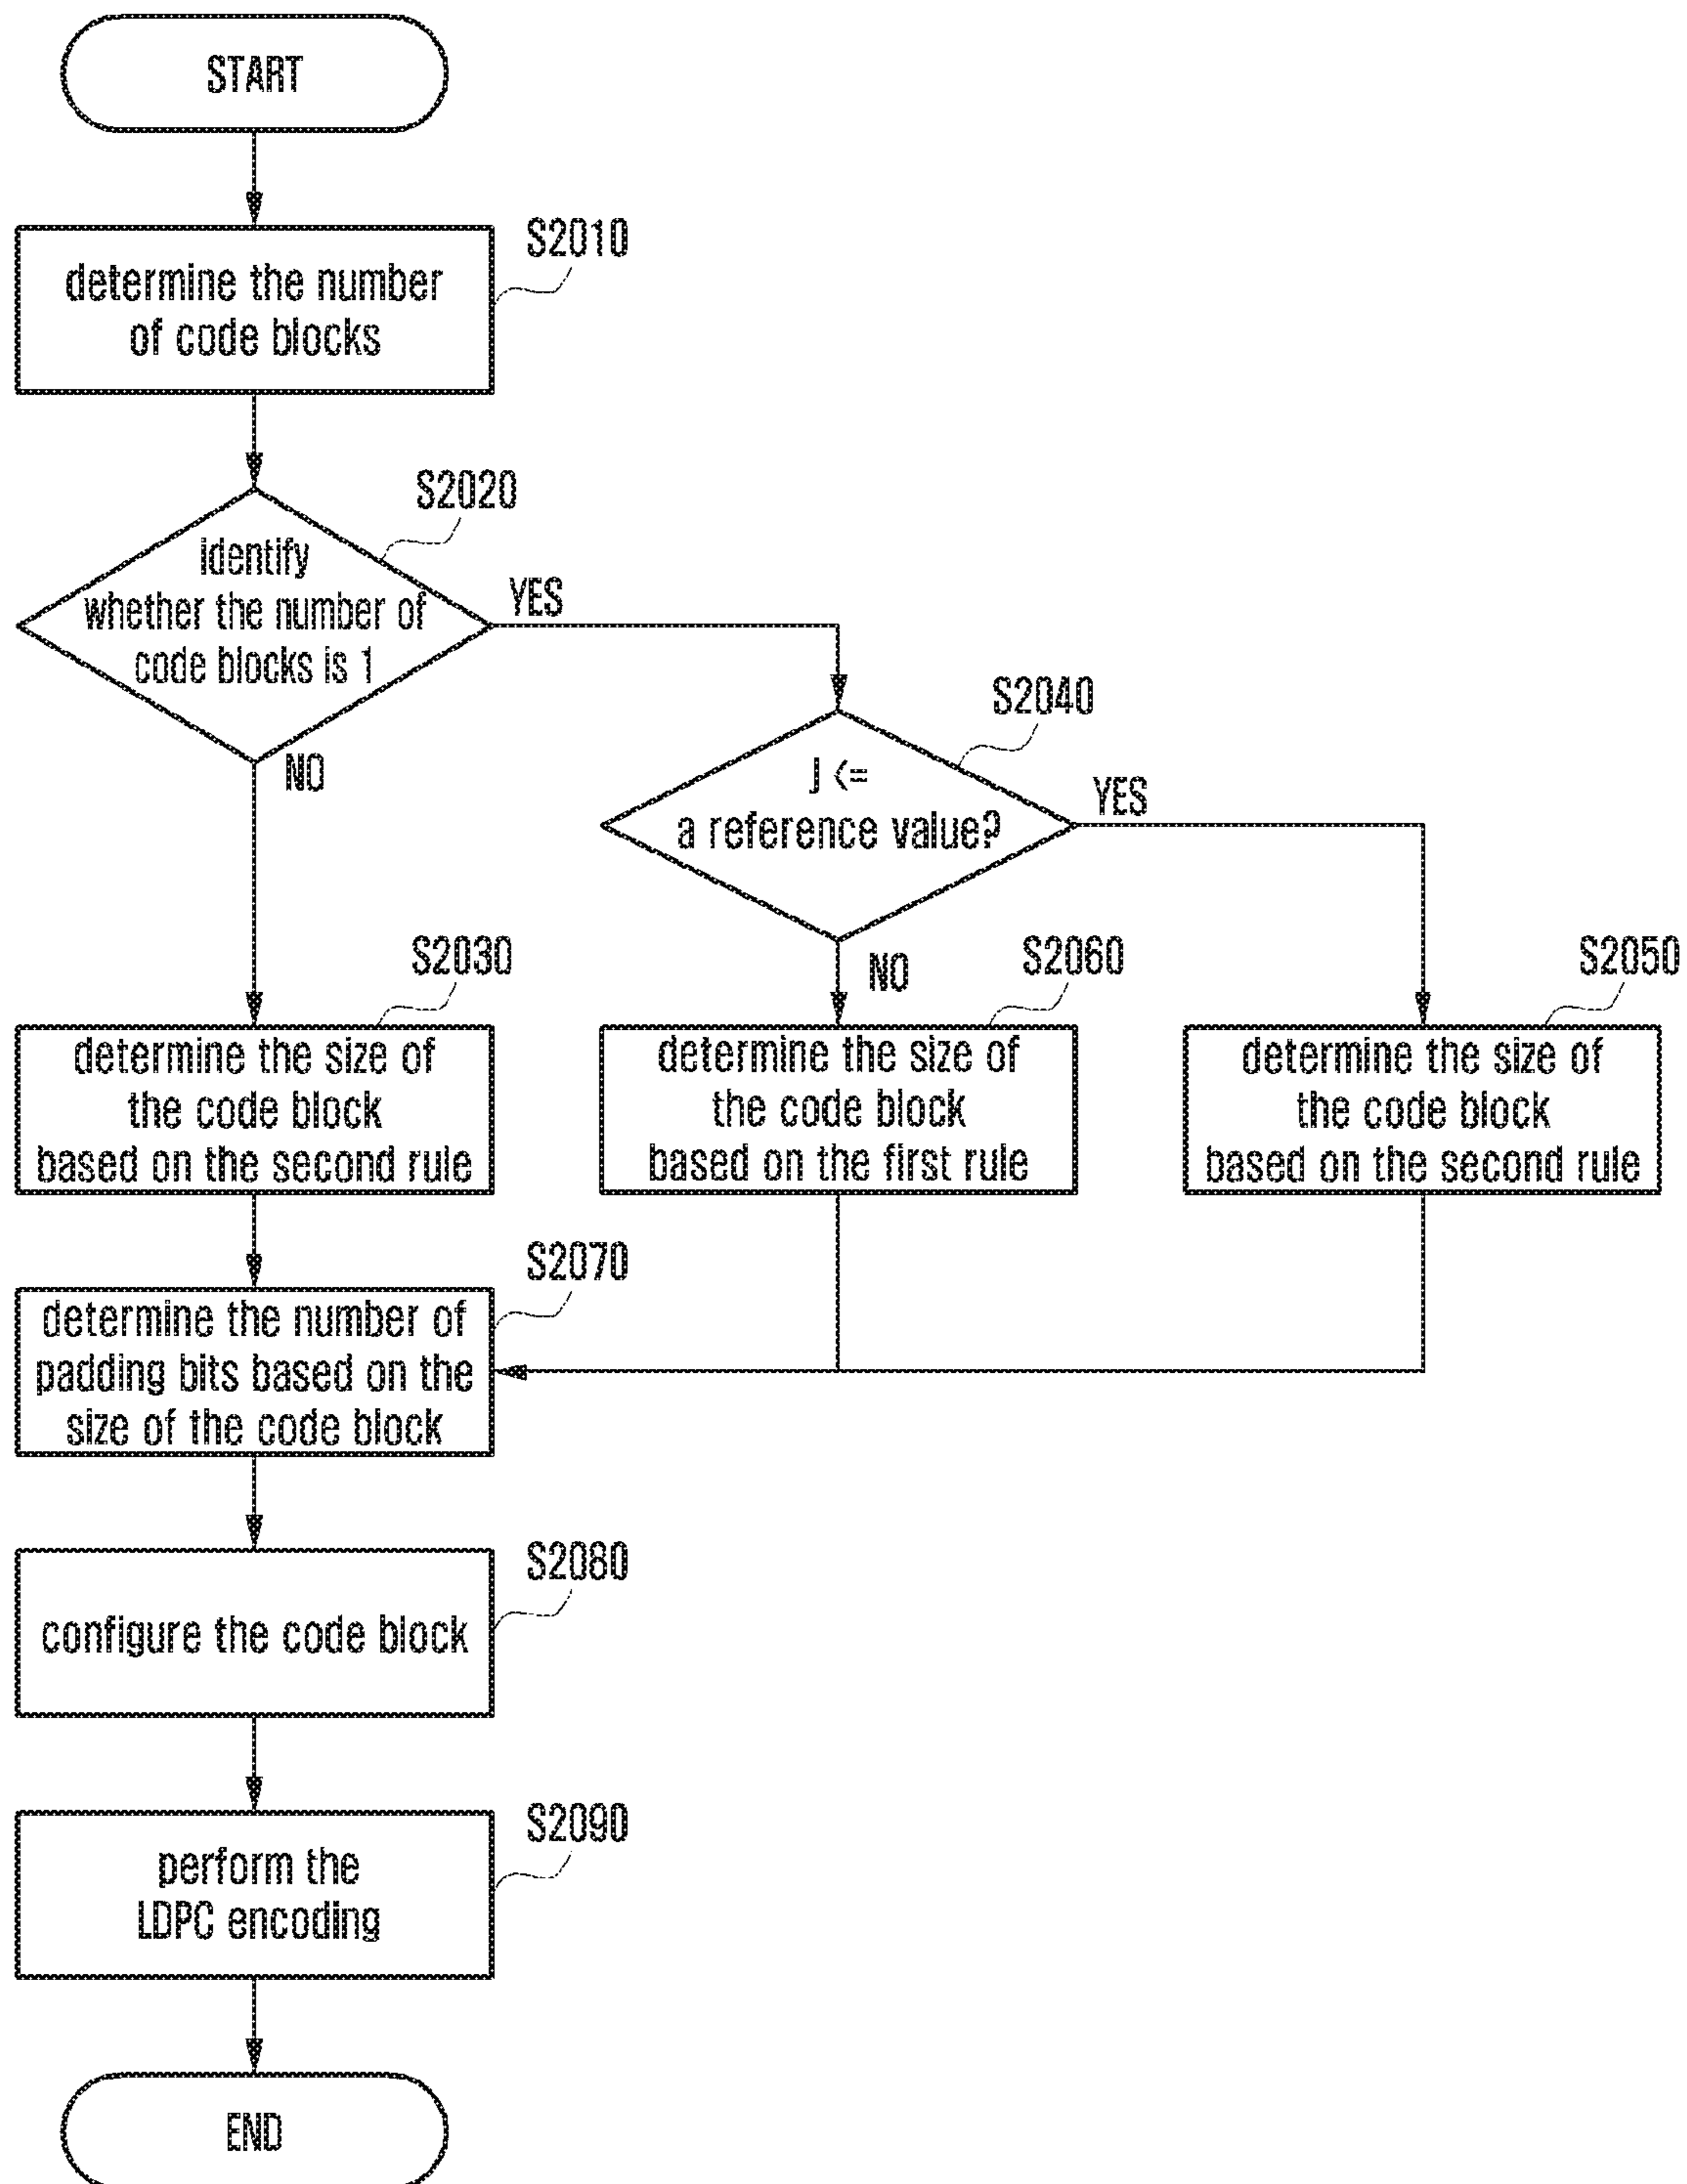 START
S2010
determine the number
of code blocks
S2020
identify
whether the number of
code blocks is 1
YES
NO
S2040
J <=
a reference value?
YES
NO
S2030
determine the size of
the code block
based on the second rule
S2060
determine the size of
the code block
based on the first rule
S2050
determine the size of
the code block
based on the second rule
S2070
determine the number of
padding bits based on the
size of the code block
S2080
configure the code block
S2090
perform the
LDPC encoding
END